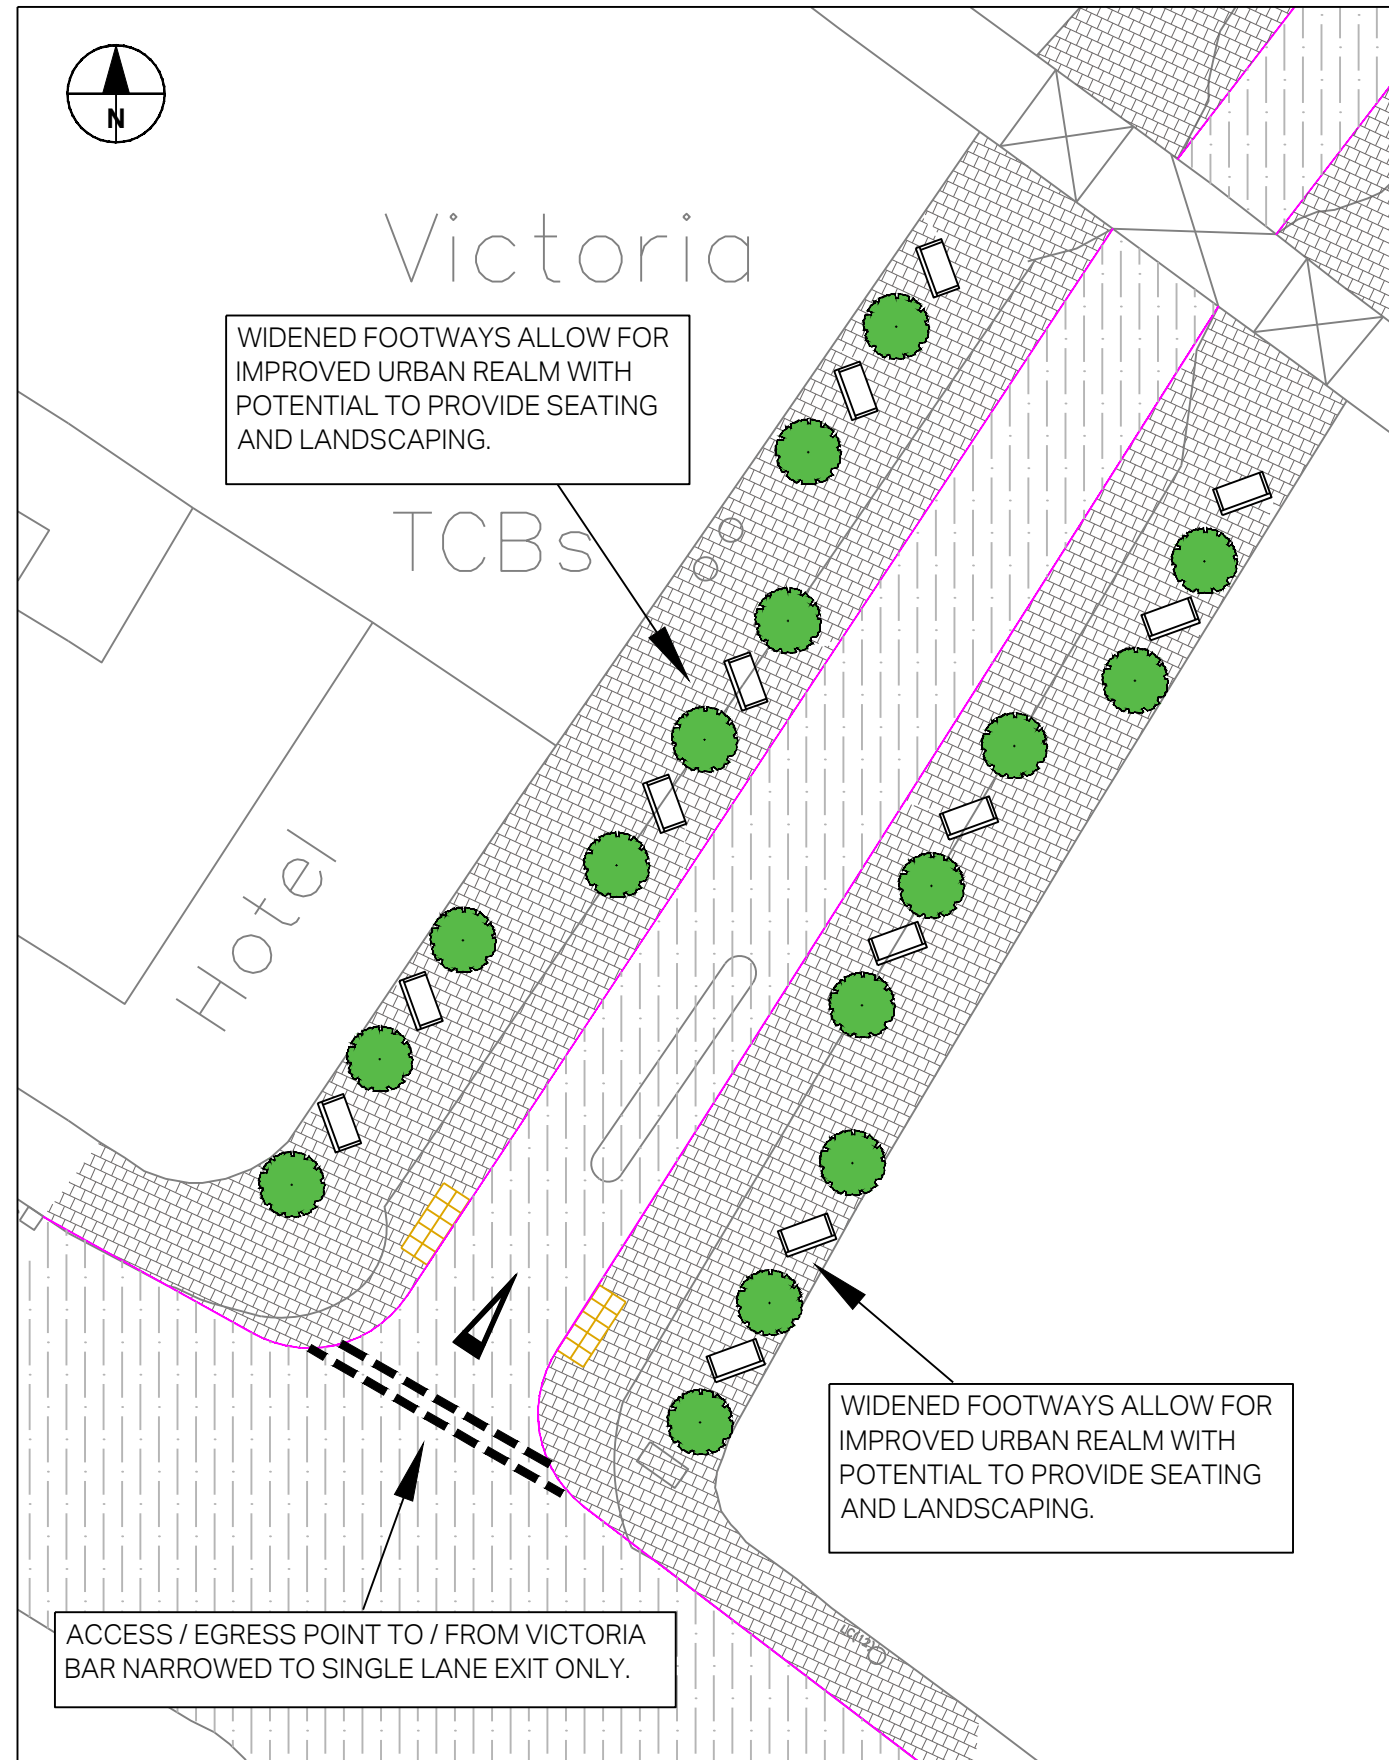 N
Victoria
WIDENED FOOTWAYS ALLOW FOR
IMPROVED URBAN REALM WITH
POTENTIAL TO PROVIDE SEATING
AND LANDSCAPING.
TCBs
Hotel
WIDENED FOOTWAYS ALLOW FOR
IMPROVED URBAN REALM WITH
POTENTIAL TO PROVIDE SEATING
AND LANDSCAPING.
ACCESS / EGRESS POINT TO / FROM VICTORIA
BAR NARROWED TO SINGLE LANE EXIT ONLY.